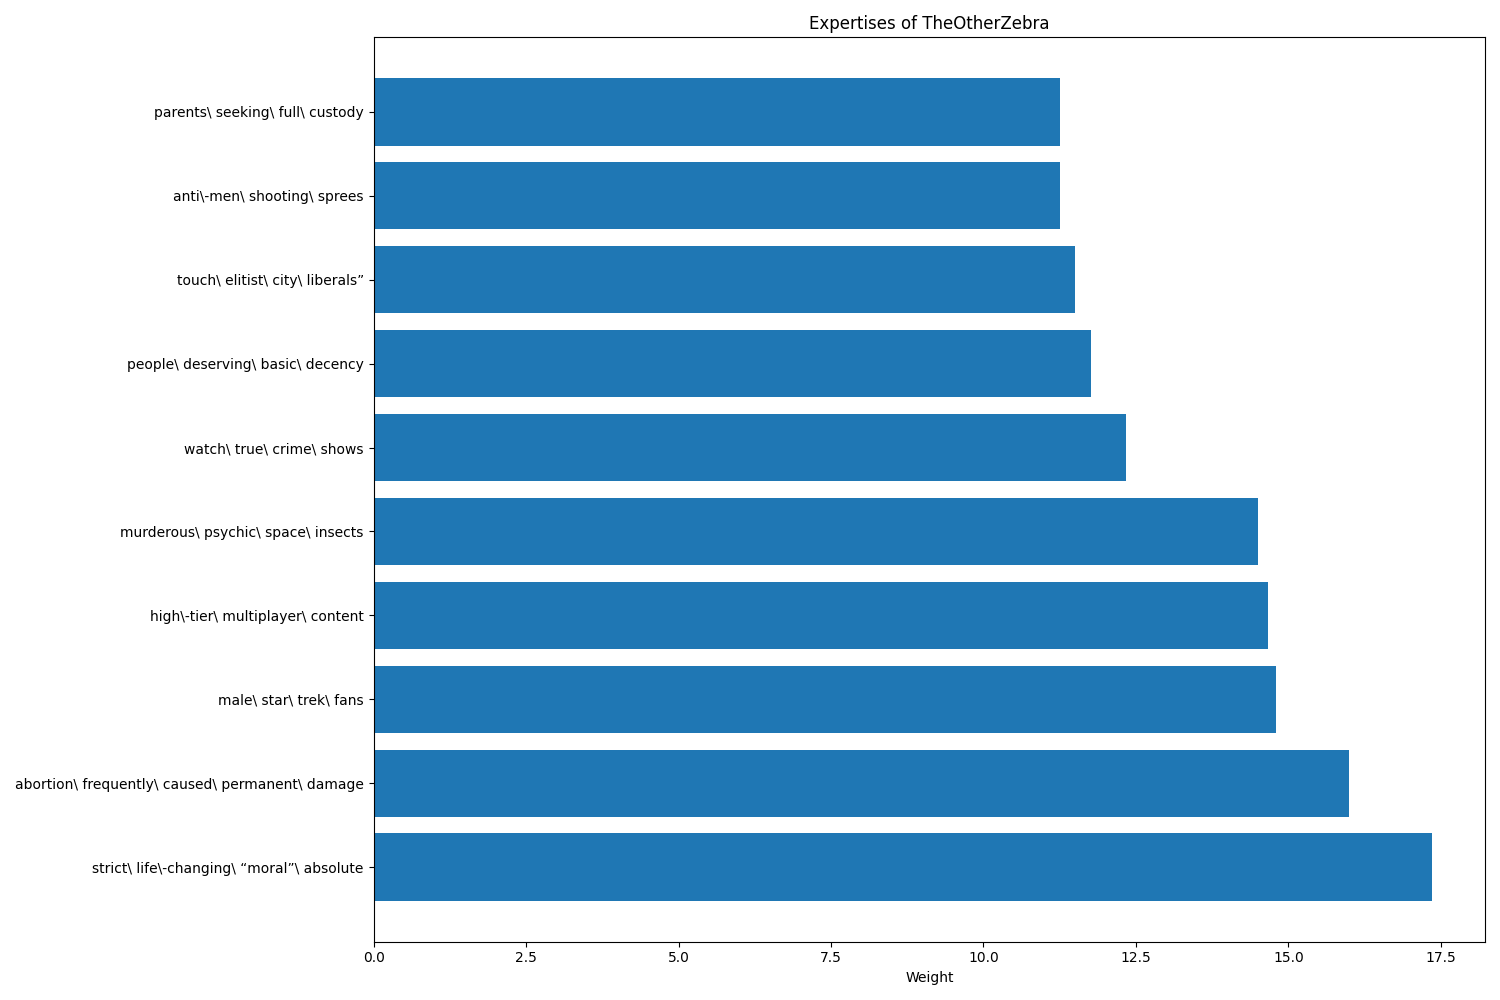 Expertises of TheOtherZebra
parents\ seeking\ full\ custody
anti\-men\ shooting\ sprees
touch\ elitist\ city\ liberals”
people\ deserving\ basic\ decency
watch\ true\ crime\ shows
murderous\ psychic\ space\ insects
high\-tier\ multiplayer\ content
male\ star\ trek\ fans
abortion\ frequently\ caused\ permanent\ damage
strict\ life\-changing\ “moral”\ absolute
0.0 2.5 5.0 7.5 10.0 12.5 15.0 17.5
Weight